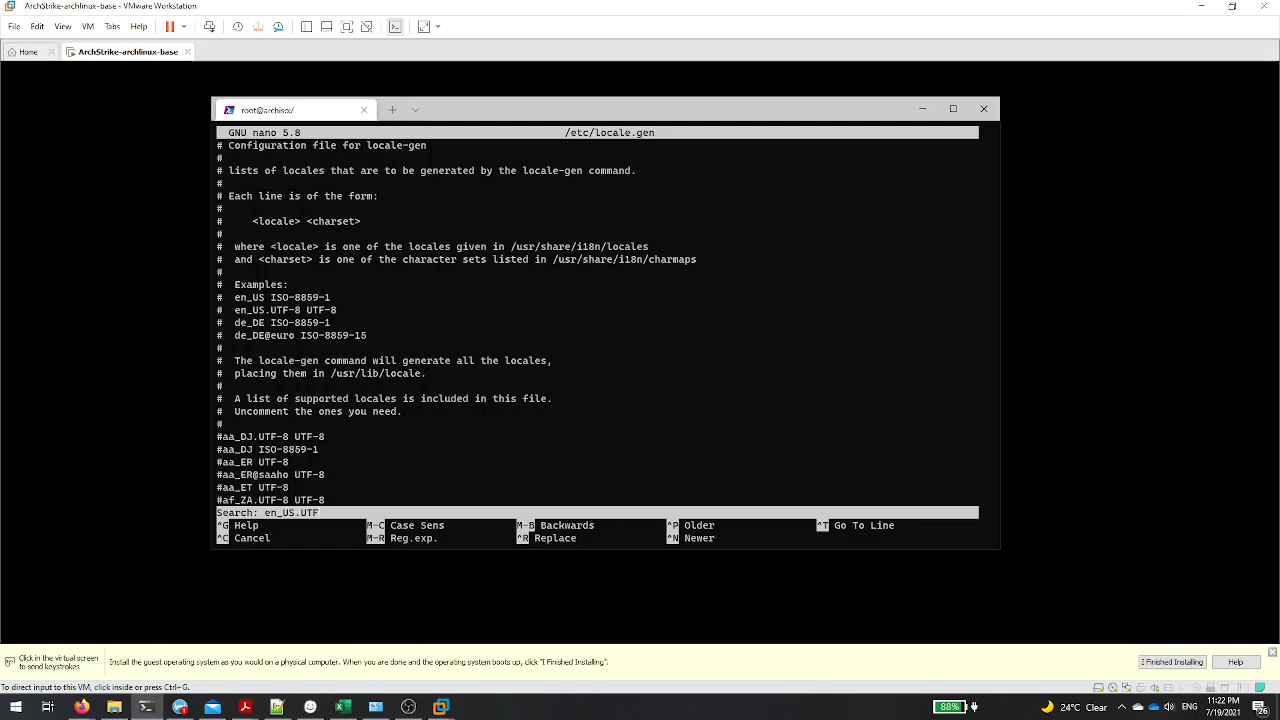 ArchStrike-archlinux-base - VMware Workstation
File Edit View VM Tabs Help
Home ArchStrike-archlinux-base
root@archiso:/
GNU nano 5.8 /etc/locale.gen
# Configuration file for locale-gen
#
# lists of locales that are to be generated by the locale-gen command.
#
# Each line is of the form:
#
# <locale> <charset>
#
# where <locale> is one of the locales given in /usr/share/i18n/locales
# and <charset> is one of the character sets listed in /usr/share/i18n/charmaps
#
# Examples:
# en_US ISO-8859-1
# en_US.UTF-8 UTF-8
# de_DE ISO-8859-1
# de_DE@euro ISO-8859-15
#
# The locale-gen command will generate all the locales,
# placing them in /usr/lib/locale.
#
# A list of supported locales is included in this file.
# Uncomment the ones you need.
#
#aa_DJ.UTF-8 UTF-8
#aa_DJ ISO-8859-1
#aa_ER UTF-8
#aa_ER@saaho UTF-8
#aa_ET UTF-8
#af_ZA.UTF-8 UTF-8
Search: en_US.UTF
^G Help M-C Case Sens M-B Backwards ^P Older ^T Go To Line
^C Cancel M-R Reg.exp. ^R Replace ^N Newer
Click in the virtual screen
to send keystrokes
Install the guest operating system as you would on a physical computer. When you are done and the operating system boots up, click "I Finished Installing".
I Finished Installing Help
To direct input to this VM, click inside or press Ctrl+G.
88% 24°C Clear ENG 11:22 PM
7/19/2021 26